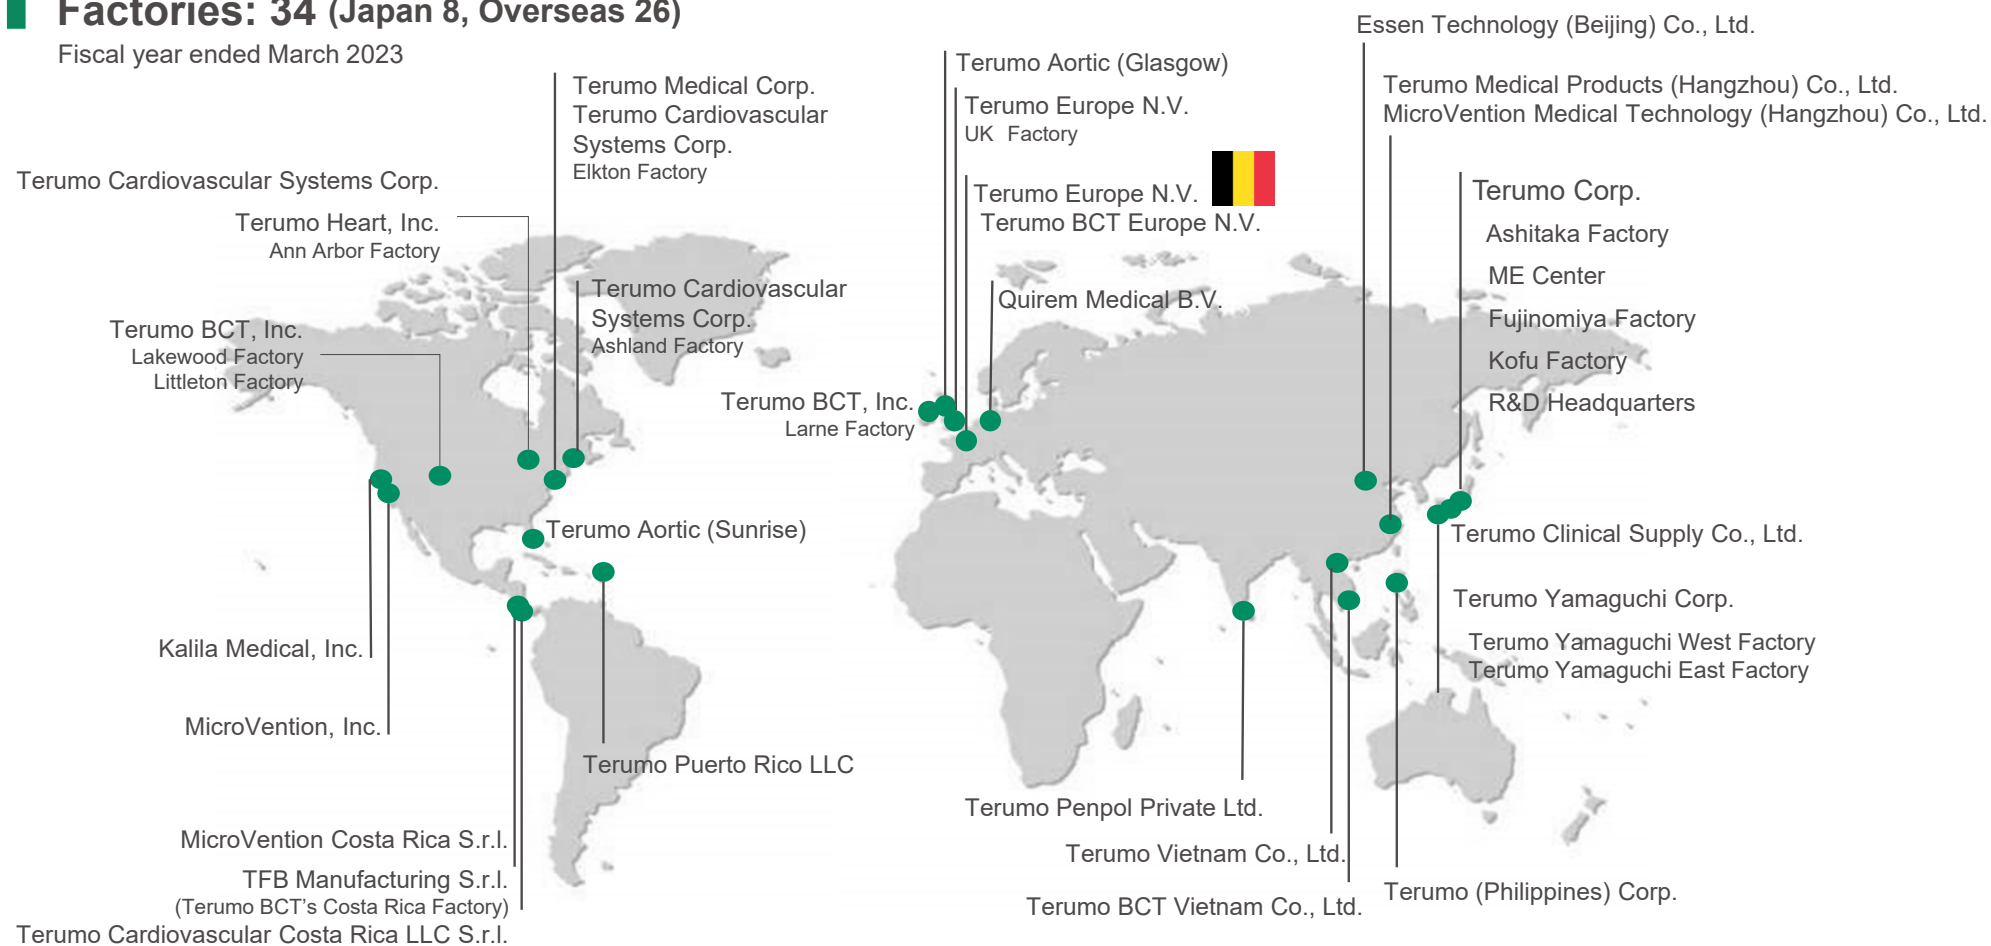 Factories: 34 (Japan 8, Overseas 26)
Fiscal year ended March 2023
Terumo Medical Corp.
Terumo Cardiovascular
Systems Corp.
Elkton Factory
Terumo Cardiovascular Systems Corp.
Terumo Heart, Inc.
Ann Arbor Factory
Terumo Cardiovascular
Systems Corp.
Ashland Factory
Terumo BCT, Inc.
Lakewood Factory
Littleton Factory
Terumo Aortic (Sunrise)
Kalila Medical, Inc.
MicroVention, Inc.
Terumo Puerto Rico LLC
MicroVention Costa Rica S.r.l.
TFB Manufacturing S.r.l.
(Terumo BCT’s Costa Rica Factory)
Terumo Cardiovascular Costa Rica LLC S.r.l.
Terumo Aortic (Glasgow)
Terumo Europe N.V.
UK Factory
Terumo Europe N.V.
Terumo BCT Europe N.V.
Quirem Medical B.V.
Terumo BCT, Inc.
Larne Factory
Essen Technology (Beijing) Co., Ltd.
Terumo Medical Products (Hangzhou) Co., Ltd.
MicroVention Medical Technology (Hangzhou) Co., Ltd.
Terumo Corp.
Ashitaka Factory
ME Center
Fujinomiya Factory
Kofu Factory
R&D Headquarters
Terumo Clinical Supply Co., Ltd.
Terumo Yamaguchi Corp.
Terumo Yamaguchi West Factory
Terumo Yamaguchi East Factory
Terumo Penpol Private Ltd.
Terumo Vietnam Co., Ltd.
Terumo BCT Vietnam Co., Ltd.
Terumo (Philippines) Corp.